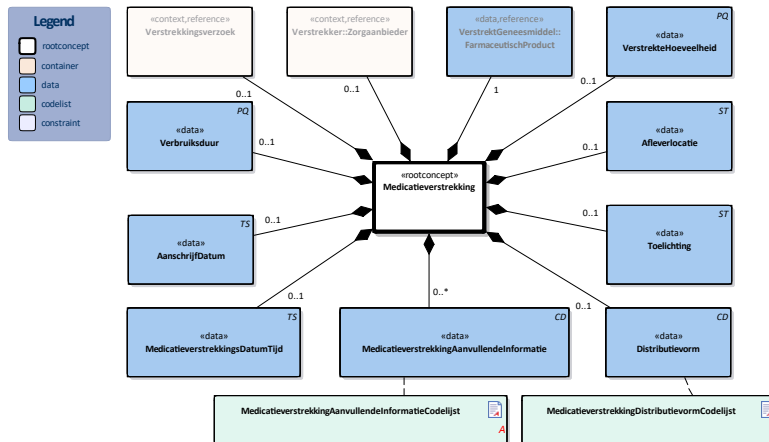 Legend
rootconcept
container
data
codelist
constraint
«context,reference»
Verstrekkingsverzoek
«context,reference»
Verstrekker::Zorgaanbieder
«data,reference»
VerstrektGeneesmiddel::
FarmaceutischProduct
PQ
«data»
VerstrekteHoeveelheid
0..1
0..1
1
0..1
PQ
«data»
Verbruiksduur
0..1
ST
«data»
Afleverlocatie
0..1
«rootconcept»
Medicatieverstrekking
TS
«data»
AanschrijfDatum
0..1
ST
«data»
Toelichting
0..1
0..1
0..*
0..1
TS
«data»
MedicatieverstrekkingsDatumTijd
CD
«data»
MedicatieverstrekkingAanvullendeInformatie
CD
«data»
Distributievorm
MedicatieverstrekkingAanvullendeInformatieCodelijst
A
MedicatieverstrekkingDistributievormCodelijst